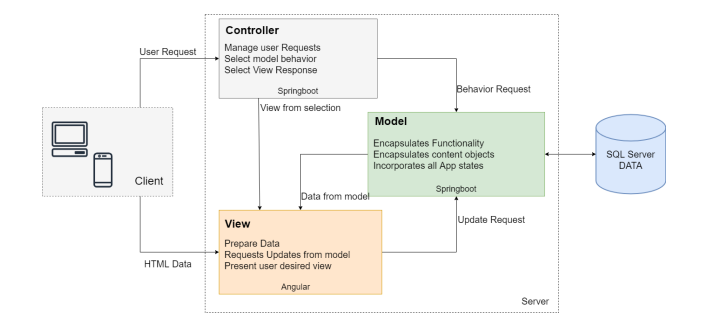 Controller
Manage user Requests
Select model behavior
Select View Response
Springboot
User Request
View from selection
Behavior Request
Model
Encapsulates Functionality
Encapsulates content objects
Incorporates all App states
Springboot
SQL Server
DATA
Client
Data from model
Update Request
View
Prepare Data
Requests Updates from model
Present user desired view
Angular
HTML Data
Server